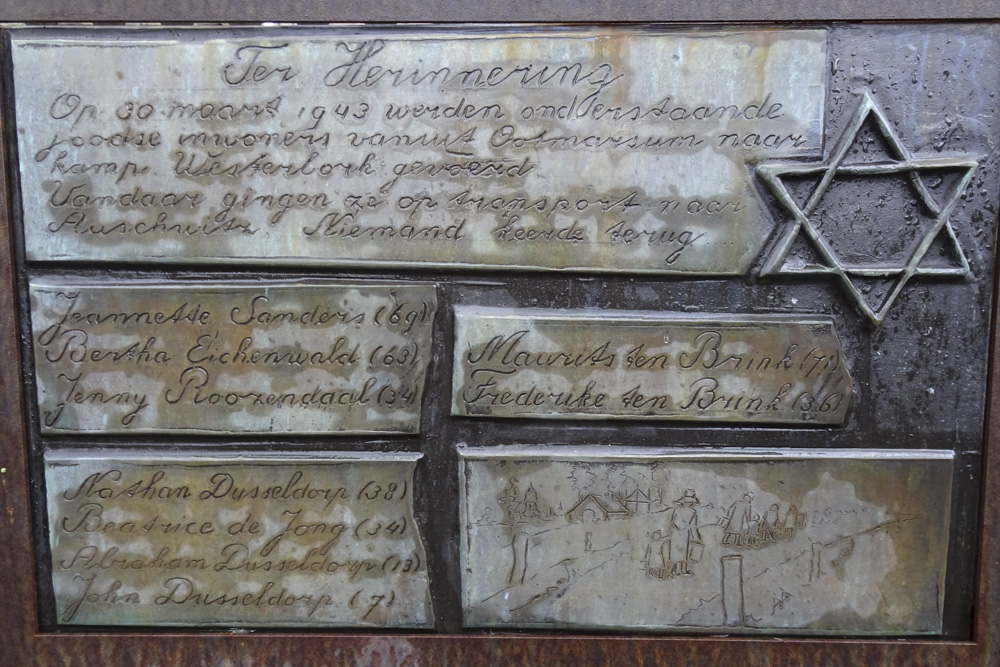 Ter Herinnering
Op 30 maart 1943 werden onderstaande
joodse inwoners vanuit Ootmarsum naar
kamp Westerbork gevoerd.
Vandaar gingen ze op transport naar
Auschwitz. Niemand keerde terug
Jeannette Sanders (69)
Bertha Eichenwald (63)
Jenny Roozendaal (34)
Maurits ten Brink (71)
Frederike ten Brink (36)
Nathan Dusseldorp (38)
Beatrice de Jong (34)
Abraham Dusseldorp (13)
John Dusseldorp (7)